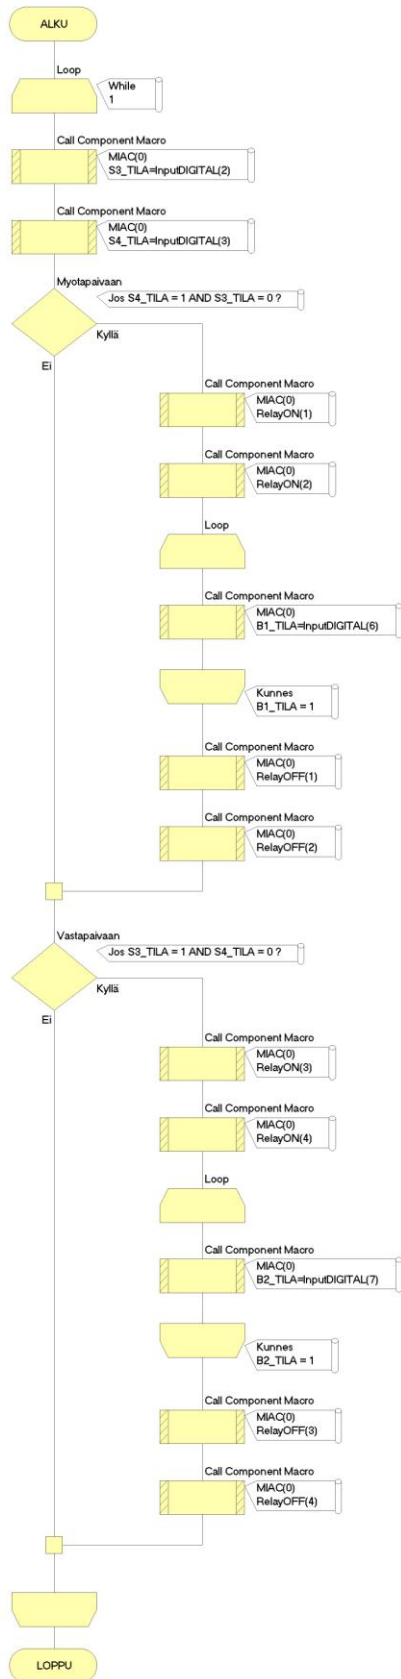 ALKU
Loop
While
1
Call Component Macro
MIAC(0)
S3_TILA=InputDIGITAL(2)
Call Component Macro
MIAC(0)
S4_TILA=InputDIGITAL(3)
Myotapaivaan
Jos S4_TILA = 1 AND S3_TILA = 0 ?
Kyllä
Ei
Call Component Macro
MIAC(0)
RelayON(1)
Call Component Macro
MIAC(0)
RelayON(2)
Loop
Call Component Macro
MIAC(0)
B1_TILA=InputDIGITAL(6)
Kunnes
B1_TILA = 1
Call Component Macro
MIAC(0)
RelayOFF(1)
Call Component Macro
MIAC(0)
RelayOFF(2)
Vastapaivaan
Jos S3_TILA = 1 AND S4_TILA = 0 ?
Kyllä
Ei
Call Component Macro
MIAC(0)
RelayON(3)
Call Component Macro
MIAC(0)
RelayON(4)
Loop
Call Component Macro
MIAC(0)
B2_TILA=InputDIGITAL(7)
Kunnes
B2_TILA = 1
Call Component Macro
MIAC(0)
RelayOFF(3)
Call Component Macro
MIAC(0)
RelayOFF(4)
LOPPU